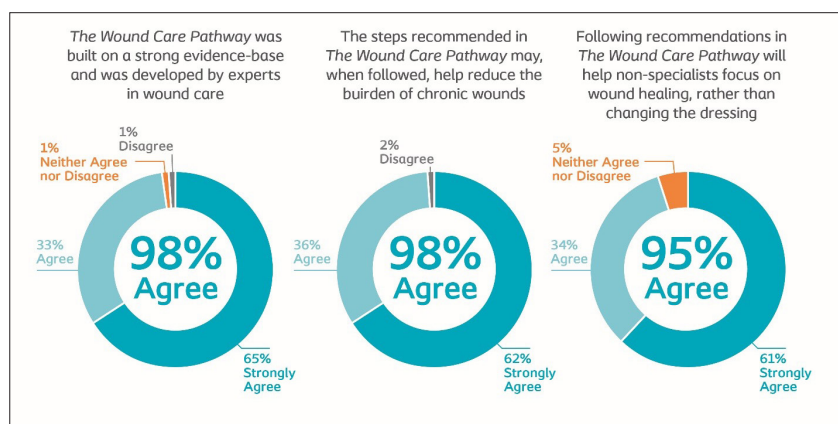 The Wound Care Pathway was
built on a strong evidence-base
and was developed by experts
in wound care
1%
Disagree
1%
Neither Agree
nor Disagree
33%
Agree
98%
Agree
65%
Strongly
Agree
The steps recommended in
The Wound Care Pathway may,
when followed, help reduce the
buirden of chronic wounds
2%
Disagree
36%
Agree
98%
Agree
62%
Strongly
Agree
Following recommendations in
The Wound Care Pathway will
help non-specialists focus on
wound healing, rather than
changing the dressing
5%
Neither Agree
nor Disagree
34%
Agree
95%
Agree
61%
Strongly
Agree